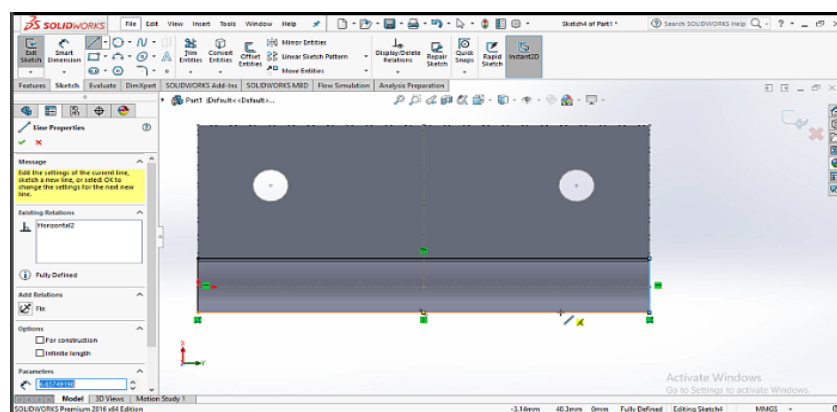 SOLIDWORKS File Edit View Insert Tools Window Help Sketch4 of Part1 * Search SOLIDWORKS Help
Exit Sketch
Smart Dimension
Trim Entities
Convert Entities
Offset Entities
Mirror Entities
Linear Sketch Pattern
Move Entities
Display/Delete Relations
Repair Sketch
Quick Snaps
Rapid Sketch
Instant2D
Features Sketch Evaluate DimXpert SOLIDWORKS Add-Ins SOLIDWORKS MBD Flow Simulation Analysis Preparation
Part1 (Default<<Default>...
Line Properties
Message
Edit the settings of the current line,
sketch a new line, or select OK to
change the settings for the next new
line.
Existing Relations
Horizontal2
Fully Defined
Add Relations
Fix
Options
For construction
Infinite length
Parameters
Activate Windows
Go to Settings to activate Windows.
Model 3D Views Motion Study 1
SOLIDWORKS Premium 2016 x64 Edition -3.14mm 40.3mm 0mm Fully Defined Editing Sketch4 MMGS